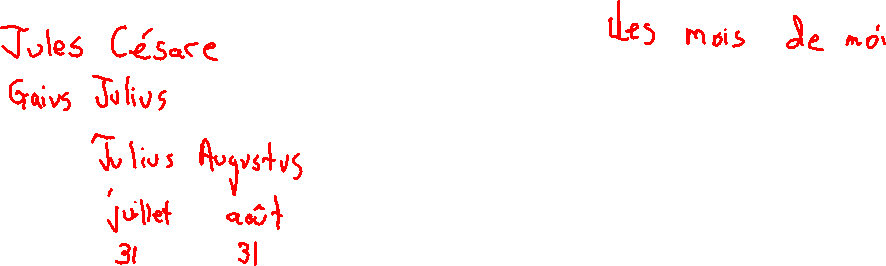 Jules Césare
Gaius Julius
Julius Augustus
juillet août
31 31
Les mois de